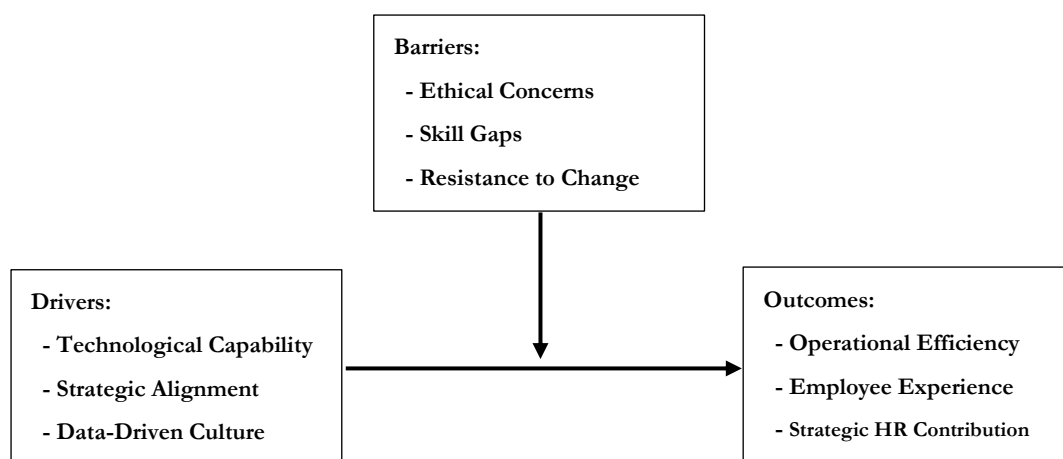 Barriers:
- Ethical Concerns
- Skill Gaps
- Resistance to Change
Drivers:
- Technological Capability
- Strategic Alignment
- Data-Driven Culture
Outcomes:
- Operational Efficiency
- Employee Experience
- Strategic HR Contribution